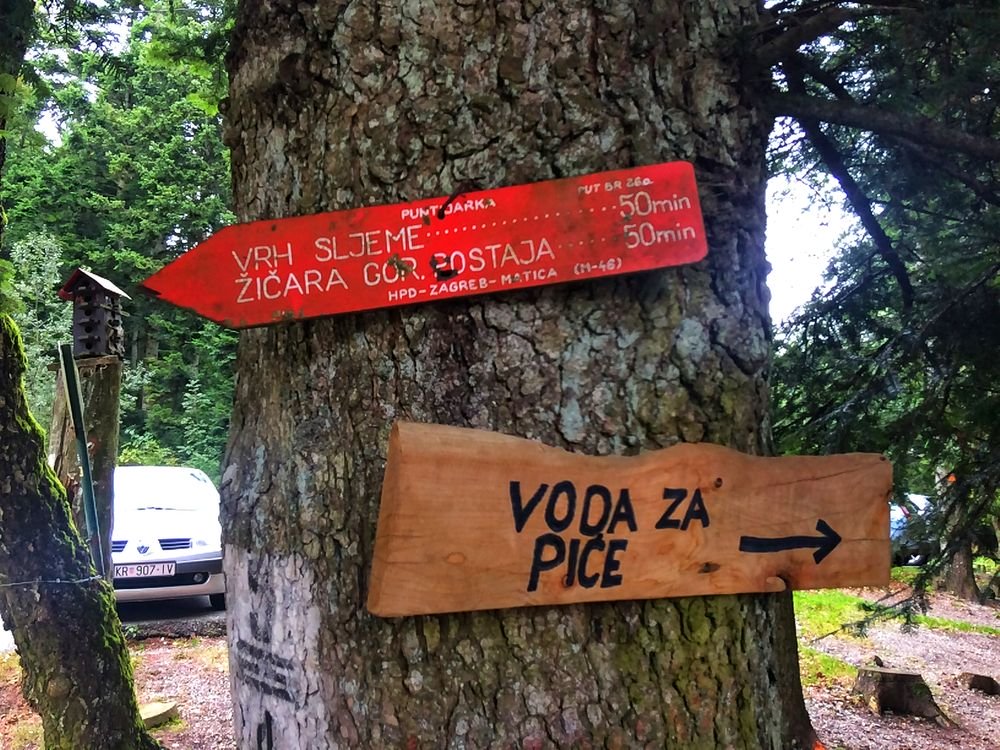 PUT BR 26a
PUNTIJARKA
VRH SLJEME 50min
ŽIČARA GOR. POSTAJA 50min
HPD-ZAGREB-MATICA (M-46)
VODA ZA
PIĆE
KR 907-IV